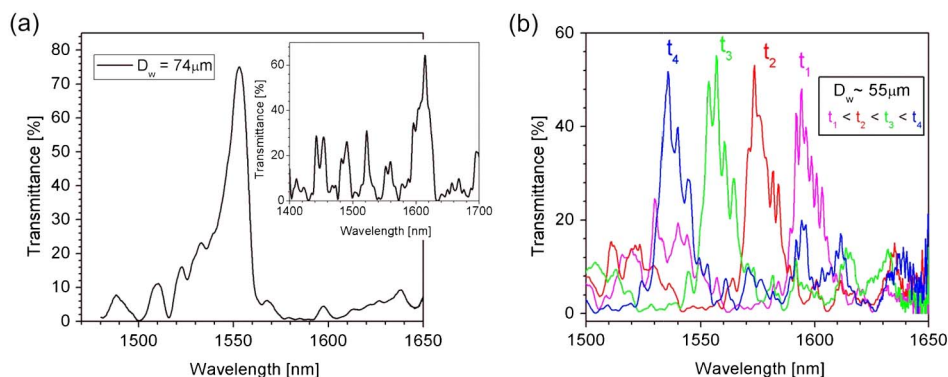 (a)
Transmittance [%]
80
70
60
50
40
30
20
10
0
D_w = 74μm
1500
1550
1600
1650
Wavelength [nm]
Transmittance [%]
60
40
20
0
1400
1500
1600
1700
Wavelength [nm]
(b)
Transmittance [%]
60
40
20
0
t_4
t_3
t_2
t_1
D_w ~ 55μm
t_1 < t_2 < t_3 < t_4
1500
1550
1600
1650
Wavelength [nm]